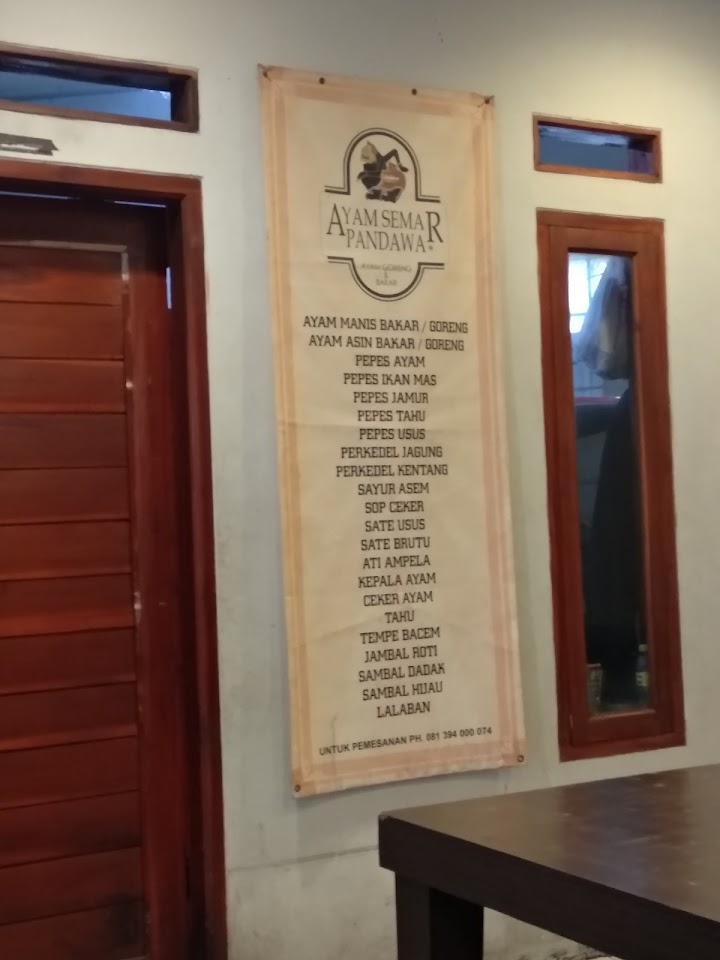 AYAM SEMAR
PANDAWA
AYAM GORENG
&
BAKAR
AYAM MANIS BAKAR / GORENG
AYAM ASIN BAKAR / GORENG
PEPES AYAM
PEPES IKAN MAS
PEPES JAMUR
PEPES TAHU
PEPES USUS
PERKEDEL JAGUNG
PERKEDEL KENTANG
SAYUR ASEM
SOP CEKER
SATE USUS
SATE BRUTU
ATI AMPELA
KEPALA AYAM
CEKER AYAM
TAHU
TEMPE BACEM
JAMBAL ROTI
SAMBAL DADAK
SAMBAL HIJAU
LALABAN
UNTUK PEMESANAN PH. 081 394 000 074